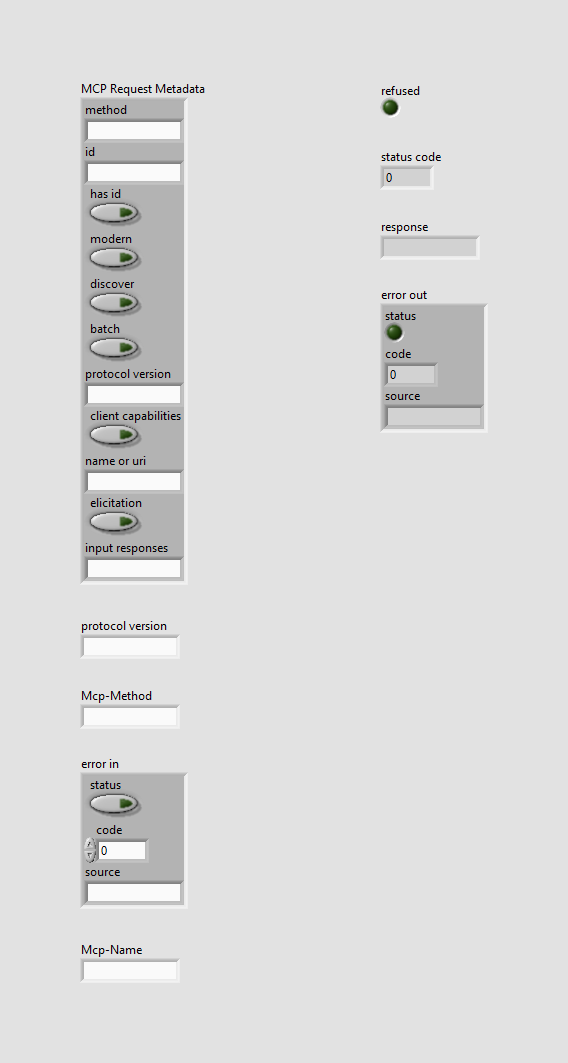 MCP Request Metadata
method
id
has id
modern
discover
batch
protocol version
client capabilities
name or uri
elicitation
input responses
protocol version
Mcp-Method
error in
status
code
0
source
Mcp-Name
refused
status code
0
response
error out
status
code
0
source